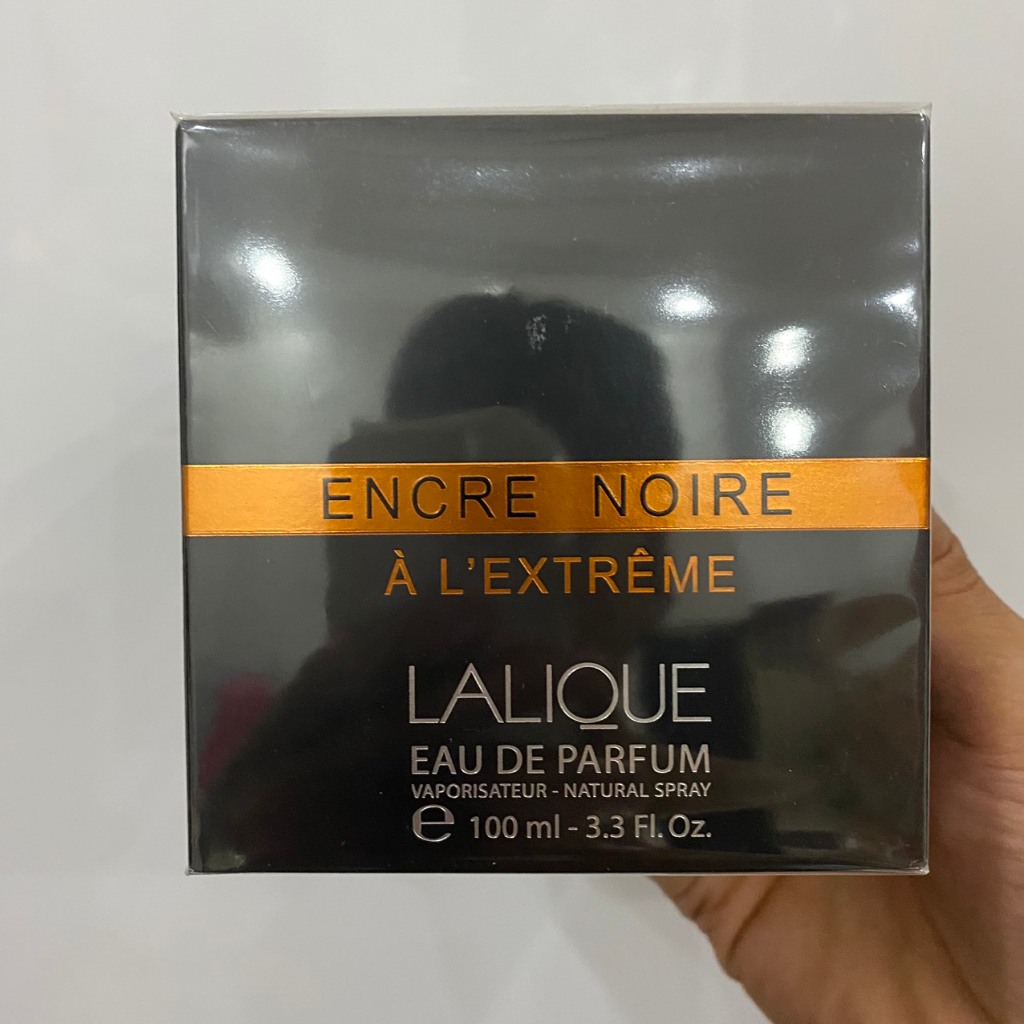 ENCRE NOIRE
À L'EXTRÊME
LALIQUE
EAU DE PARFUM
VAPORISATEUR - NATURAL SPRAY
℮ 100 ml - 3.3 Fl. Oz.